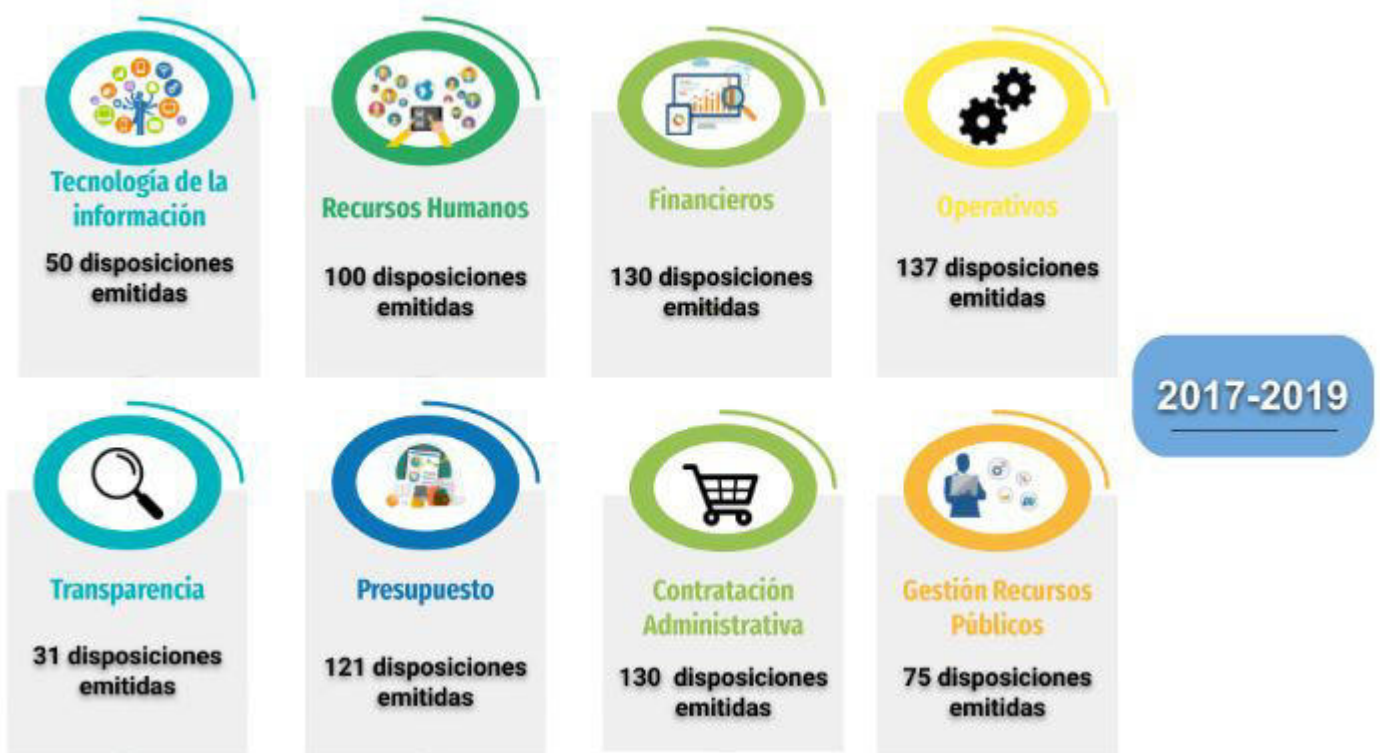 Tecnología de la
información
50 disposiciones
emitidas
Recursos Humanos
100 disposiciones
emitidas
Financieros
130 disposiciones
emitidas
Operativos
137 disposiciones
emitidas
2017-2019
Transparencia
31 disposiciones
emitidas
Presupuesto
121 disposiciones
emitidas
Contratación
Administrativa
130 disposiciones
emitidas
Gestión Recursos
Públicos
75 disposiciones
emitidas